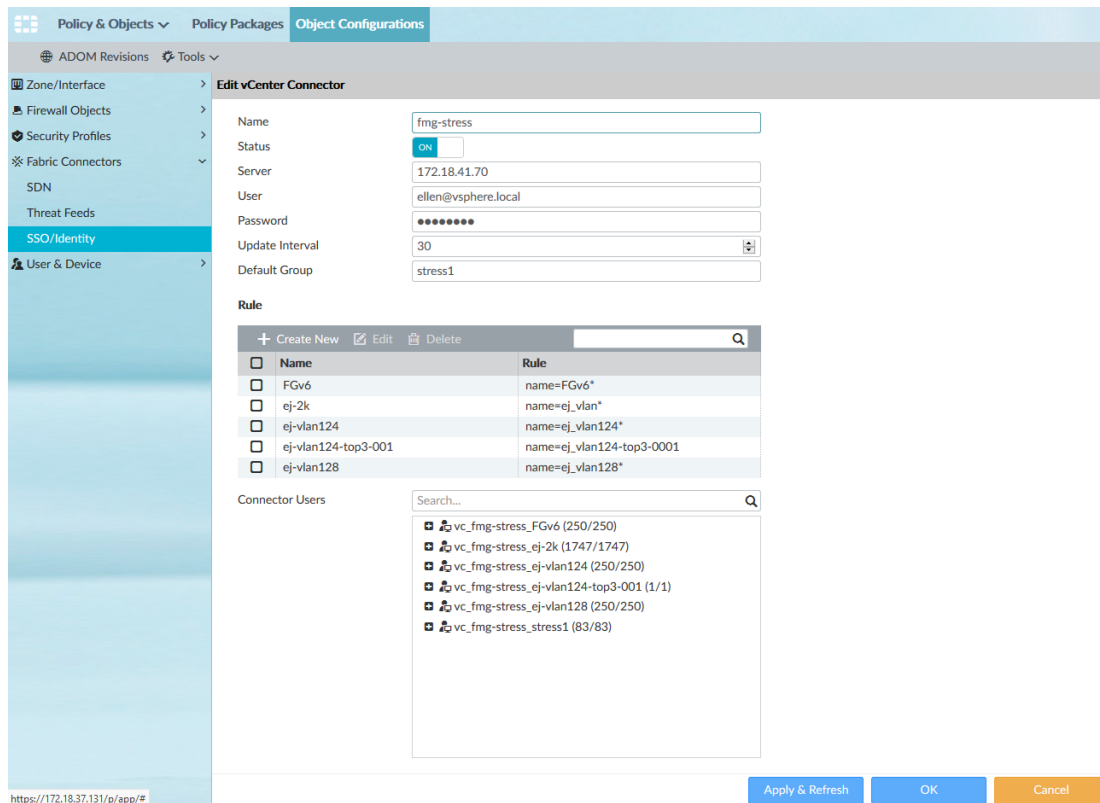 Policy & Objects Policy Packages Object Configurations
ADOM Revisions Tools
Zone/Interface
Firewall Objects
Security Profiles
Fabric Connectors
SDN
Threat Feeds
SSO/Identity
User & Device
Edit vCenter Connector
Name fmg-stress
Status ON
Server 172.18.41.70
User ellen@vsphere.local
Password ●●●●●●●●
Update Interval 30
Default Group stress1
Rule
Create New Edit Delete
Name Rule
FGv6 name=FGv6*
ej-2k name=ej_vlan*
ej-vlan124 name=ej_vlan124*
ej-vlan124-top3-001 name=ej_vlan124-top3-0001
ej-vlan128 name=ej_vlan128*
Connector Users Search...
vc_fmg-stress_FGv6 (250/250)
vc_fmg-stress_ej-2k (1747/1747)
vc_fmg-stress_ej-vlan124 (250/250)
vc_fmg-stress_ej-vlan124-top3-001 (1/1)
vc_fmg-stress_ej-vlan128 (250/250)
vc_fmg-stress_stress1 (83/83)
Apply & Refresh OK Cancel
https://172.18.37.131/p/app/#